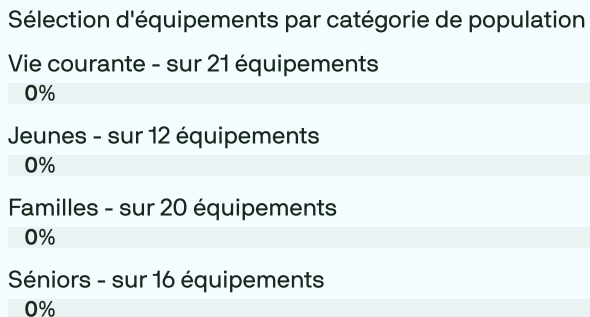 Sélection d'équipements par catégorie de population
Vie courante - sur 21 équipements
0%
Jeunes - sur 12 équipements
0%
Familles - sur 20 équipements
0%
Séniors - sur 16 équipements
0%